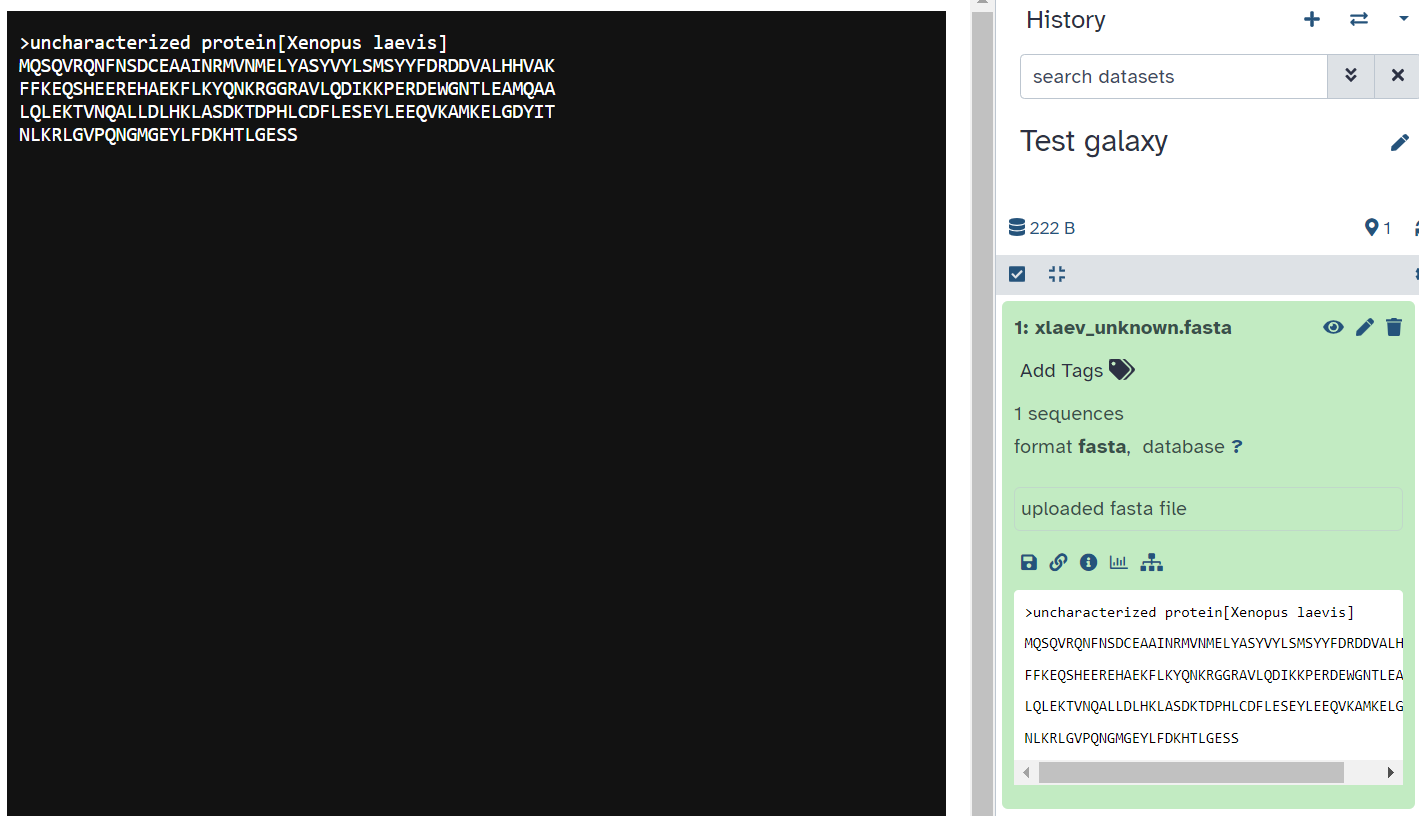 >uncharacterized protein[Xenopus laevis]
MQSQVRQNFNSDCEAAINRMVNMELYASYVYLSMSYYFDRDDVALHHVAK
FFKEQSHEEREHAEKFLKYQNKRGGRAVLQDIKKPERDEWGNTLEAMQAA
LQLEKTVNQALLDLHKLASDKTDPHLCDFLESEYLEEQVKAMKELGDYIT
NLKRLGVPQNGMGEYLFDKHTLGESS
History
search datasets
Test galaxy
222 B
1
1: xlaev_unknown.fasta
Add Tags
1 sequences
format fasta, database ?
uploaded fasta file
>uncharacterized protein[Xenopus laevis]
MQSQVRQNFNSDCEAAINRMVNMELYASYVYLSMSYYFDRDDVALH
FFKEQSHEEREHAEKFLKYQNKRGGRAVLQDIKKPERDEWGNTLEA
LQLEKTVNQALLDLHKLASDKTDPHLCDFLESEYLEEQVKAMKELG
NLKRLGVPQNGMGEYLFDKHTLGESS